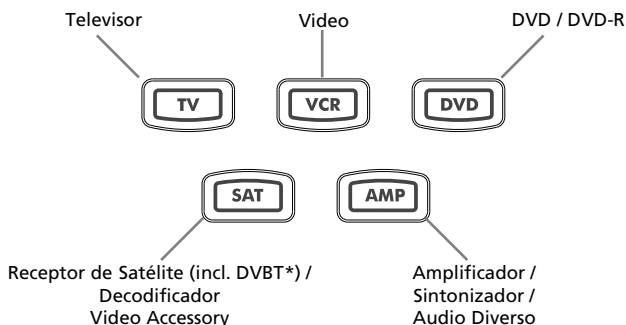 Televisor
Video
DVD / DVD-R
TV
VCR
DVD
SAT
AMP
Receptor de Satélite (incl. DVBT*) /
Decodificador
Video Accessory
Amplificador /
Sintonizador /
Audio Diverso